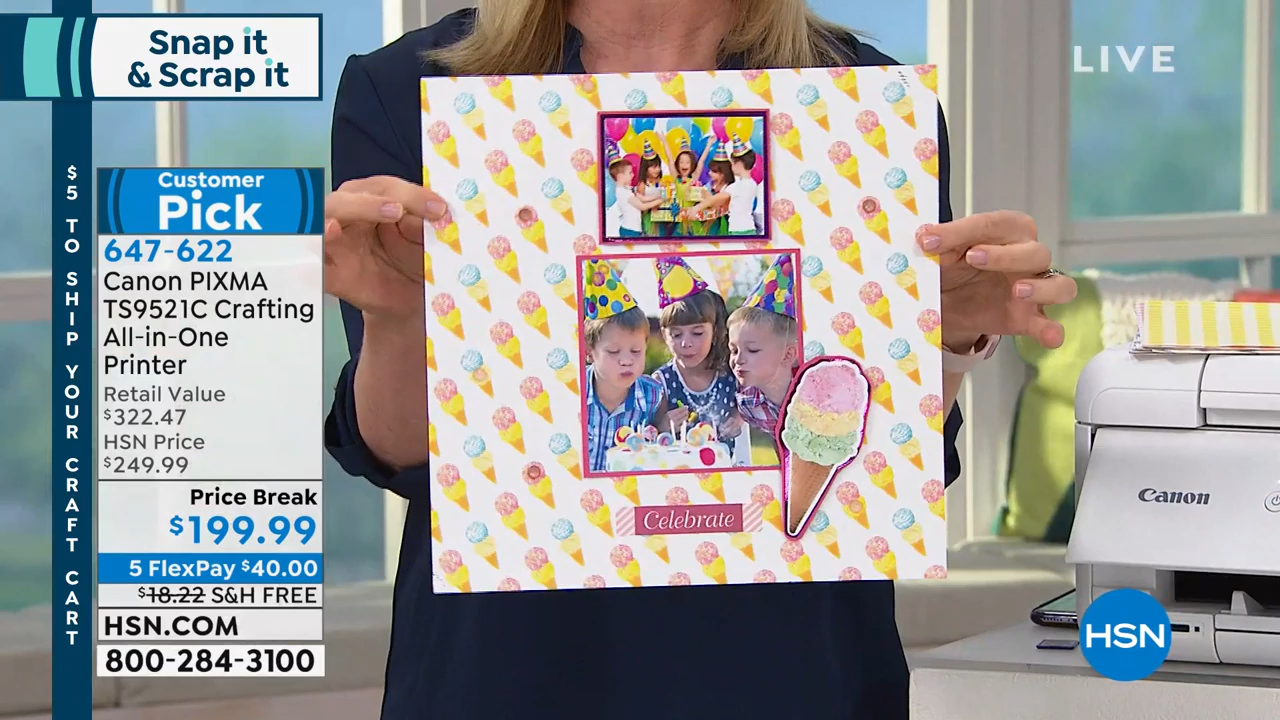 Snap it
& Scrap it
LIVE
$5 TO SHIP YOUR CRAFT CART
Customer
Pick
647-622
Canon PIXMA
TS9521C Crafting
All-in-One
Printer
Retail Value
$322.47
HSN Price
$249.99
Price Break
$199.99
5 FlexPay $40.00
$18.22 S&H FREE
HSN.COM
800-284-3100
Celebrate
Canon
HSN